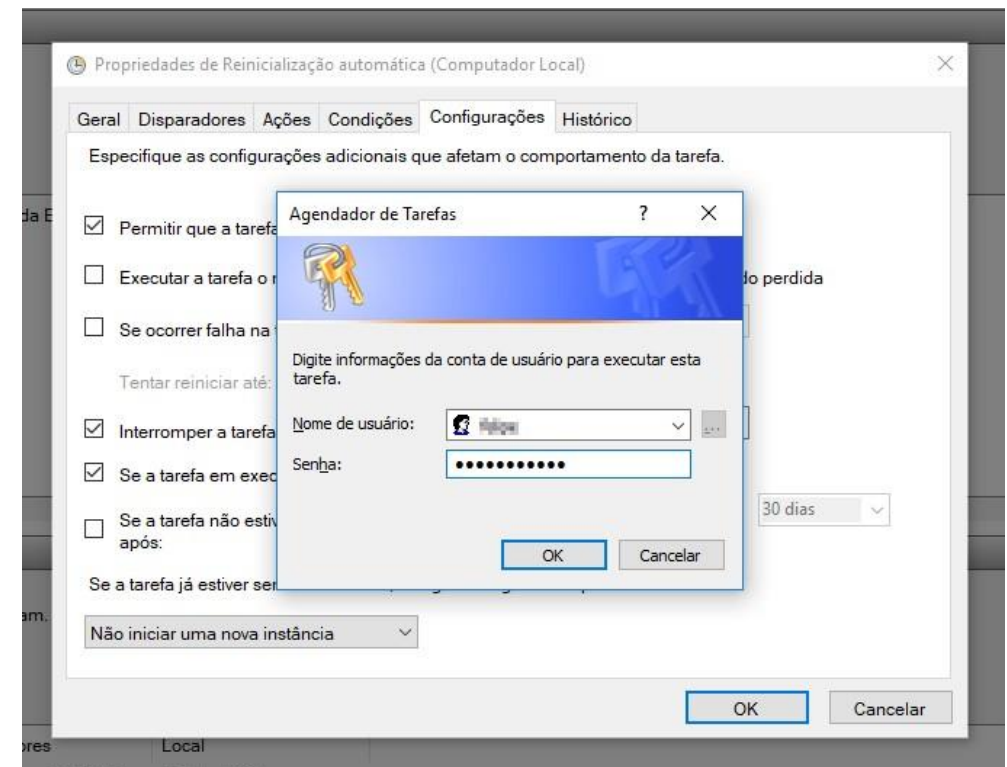 Propriedades de Reinicialização automática (Computador Local)
Geral Disparadores Ações Condições Configurações Histórico
Especifique as configurações adicionais que afetam o comportamento da tarefa.
da E
Permitir que a tarefa
Executar a tarefa o perdida
Se ocorrer falha na
Tentar reiniciar até:
Interromper a tarefa
Se a tarefa em exec
Se a tarefa não estiv 30 dias
após:
Se a tarefa já estiver ser
Não iniciar uma nova instância
OK Cancelar
Agendador de Tarefas ?
Digite informações da conta de usuário para executar esta
tarefa.
Nome de usuário: ...
Senha:
OK Cancelar
am.
ores Local